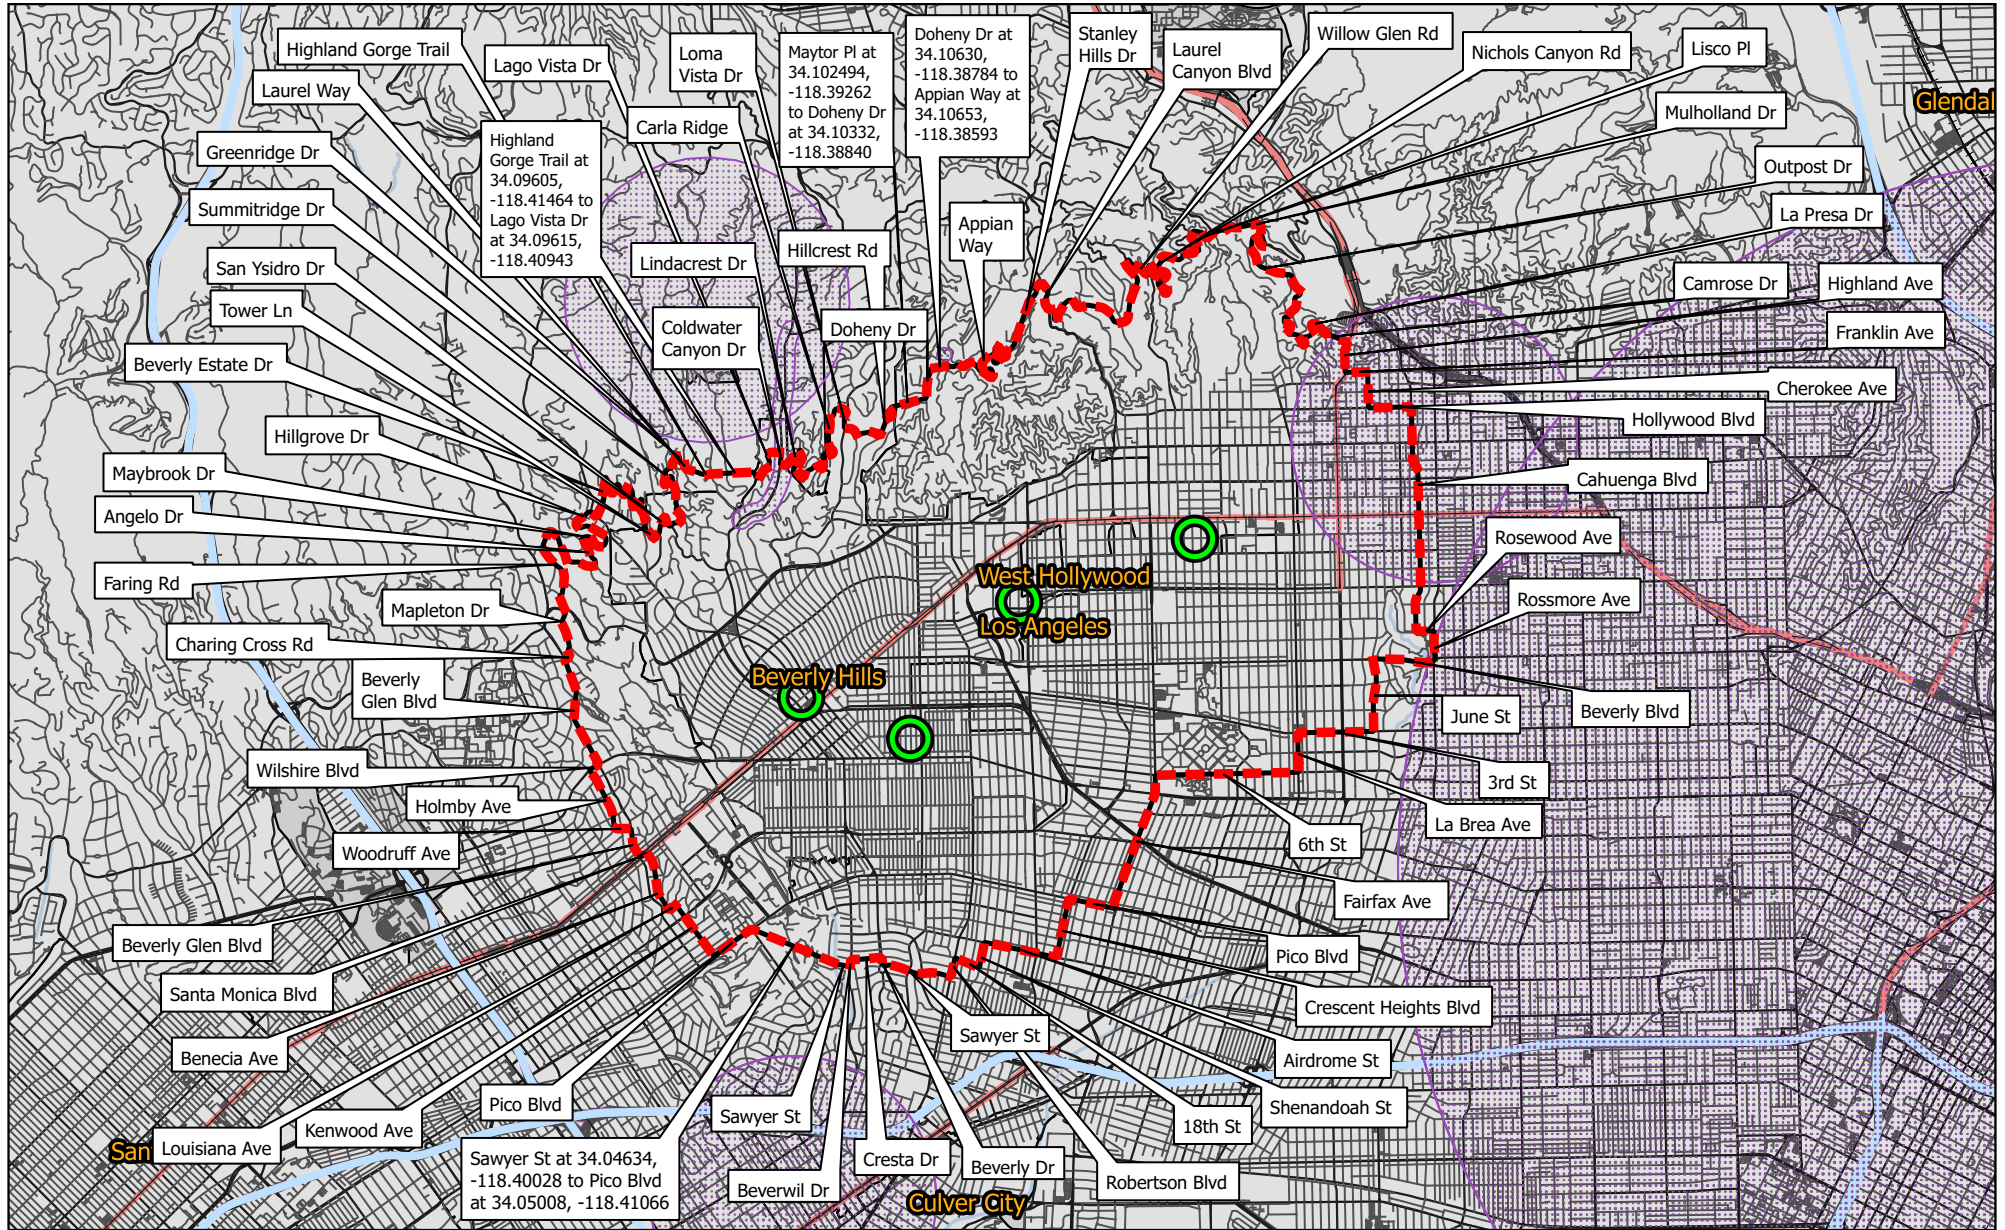 Highland Gorge Trail
Lago Vista Dr
Loma
Vista Dr
Maytor Pl at
34.102494,
-118.39262
to Doheny Dr
at 34.10332,
-118.38840
Doheny Dr at
34.10630,
-118.38784 to
Appian Way at
34.10653,
-118.38593
Stanley
Hills Dr
Laurel
Canyon Blvd
Willow Glen Rd
Nichols Canyon Rd
Lisco Pl
Glendal
Laurel Way
Carla Ridge
Mulholland Dr
Greenridge Dr
Highland
Gorge Trail at
34.09605,
-118.41464 to
Lago Vista Dr
at 34.09615,
-118.40943
Outpost Dr
Summitridge Dr
La Presa Dr
San Ysidro Dr
Lindacrest Dr
Hillcrest Rd
Appian
Way
Camrose Dr
Highland Ave
Tower Ln
Coldwater
Canyon Dr
Doheny Dr
Franklin Ave
Beverly Estate Dr
Cherokee Ave
Hollywood Blvd
Hillgrove Dr
Maybrook Dr
Cahuenga Blvd
Angelo Dr
Rosewood Ave
Faring Rd
West Hollywood
Rossmore Ave
Mapleton Dr
Los Angeles
Charing Cross Rd
Beverly
Glen Blvd
Beverly Hills
June St
Beverly Blvd
Wilshire Blvd
3rd St
Holmby Ave
La Brea Ave
Woodruff Ave
6th St
Fairfax Ave
Beverly Glen Blvd
Pico Blvd
Santa Monica Blvd
Crescent Heights Blvd
Sawyer St
Benecia Ave
Airdrome St
Pico Blvd
Sawyer St
Shenandoah St
Kenwood Ave
18th St
San
Louisiana Ave
Sawyer St at 34.04634,
-118.40028 to Pico Blvd
at 34.05008, -118.41066
Cresta Dr
Beverly Dr
Beverwil Dr
Robertson Blvd
Culver City